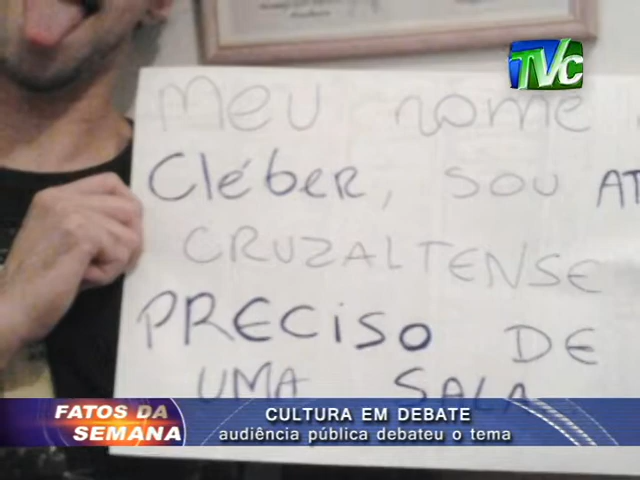 TVC
MEU NOME
Cléber, SOU AT
CRUZALTENSE
PRECISO DE
UMA SALA
FATOS DA
SEMANA
CULTURA EM DEBATE
audiência pública debateu o tema